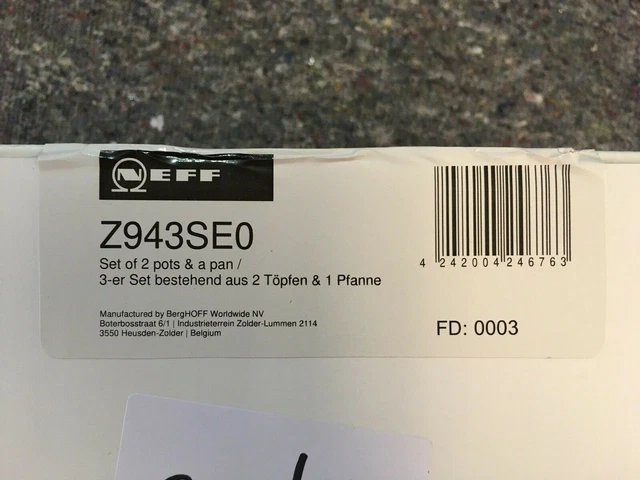 NEFF
Z943SE0
Set of 2 pots & a pan /
3-er Set bestehend aus 2 Töpfen & 1 Pfanne
Manufactured by BergHOFF Worldwide NV
Boterbosstraat 6/1 | Industrieterrein Zolder-Lummen 2114
3550 Heusden-Zolder | Belgium
4 242004 246763
FD: 0003